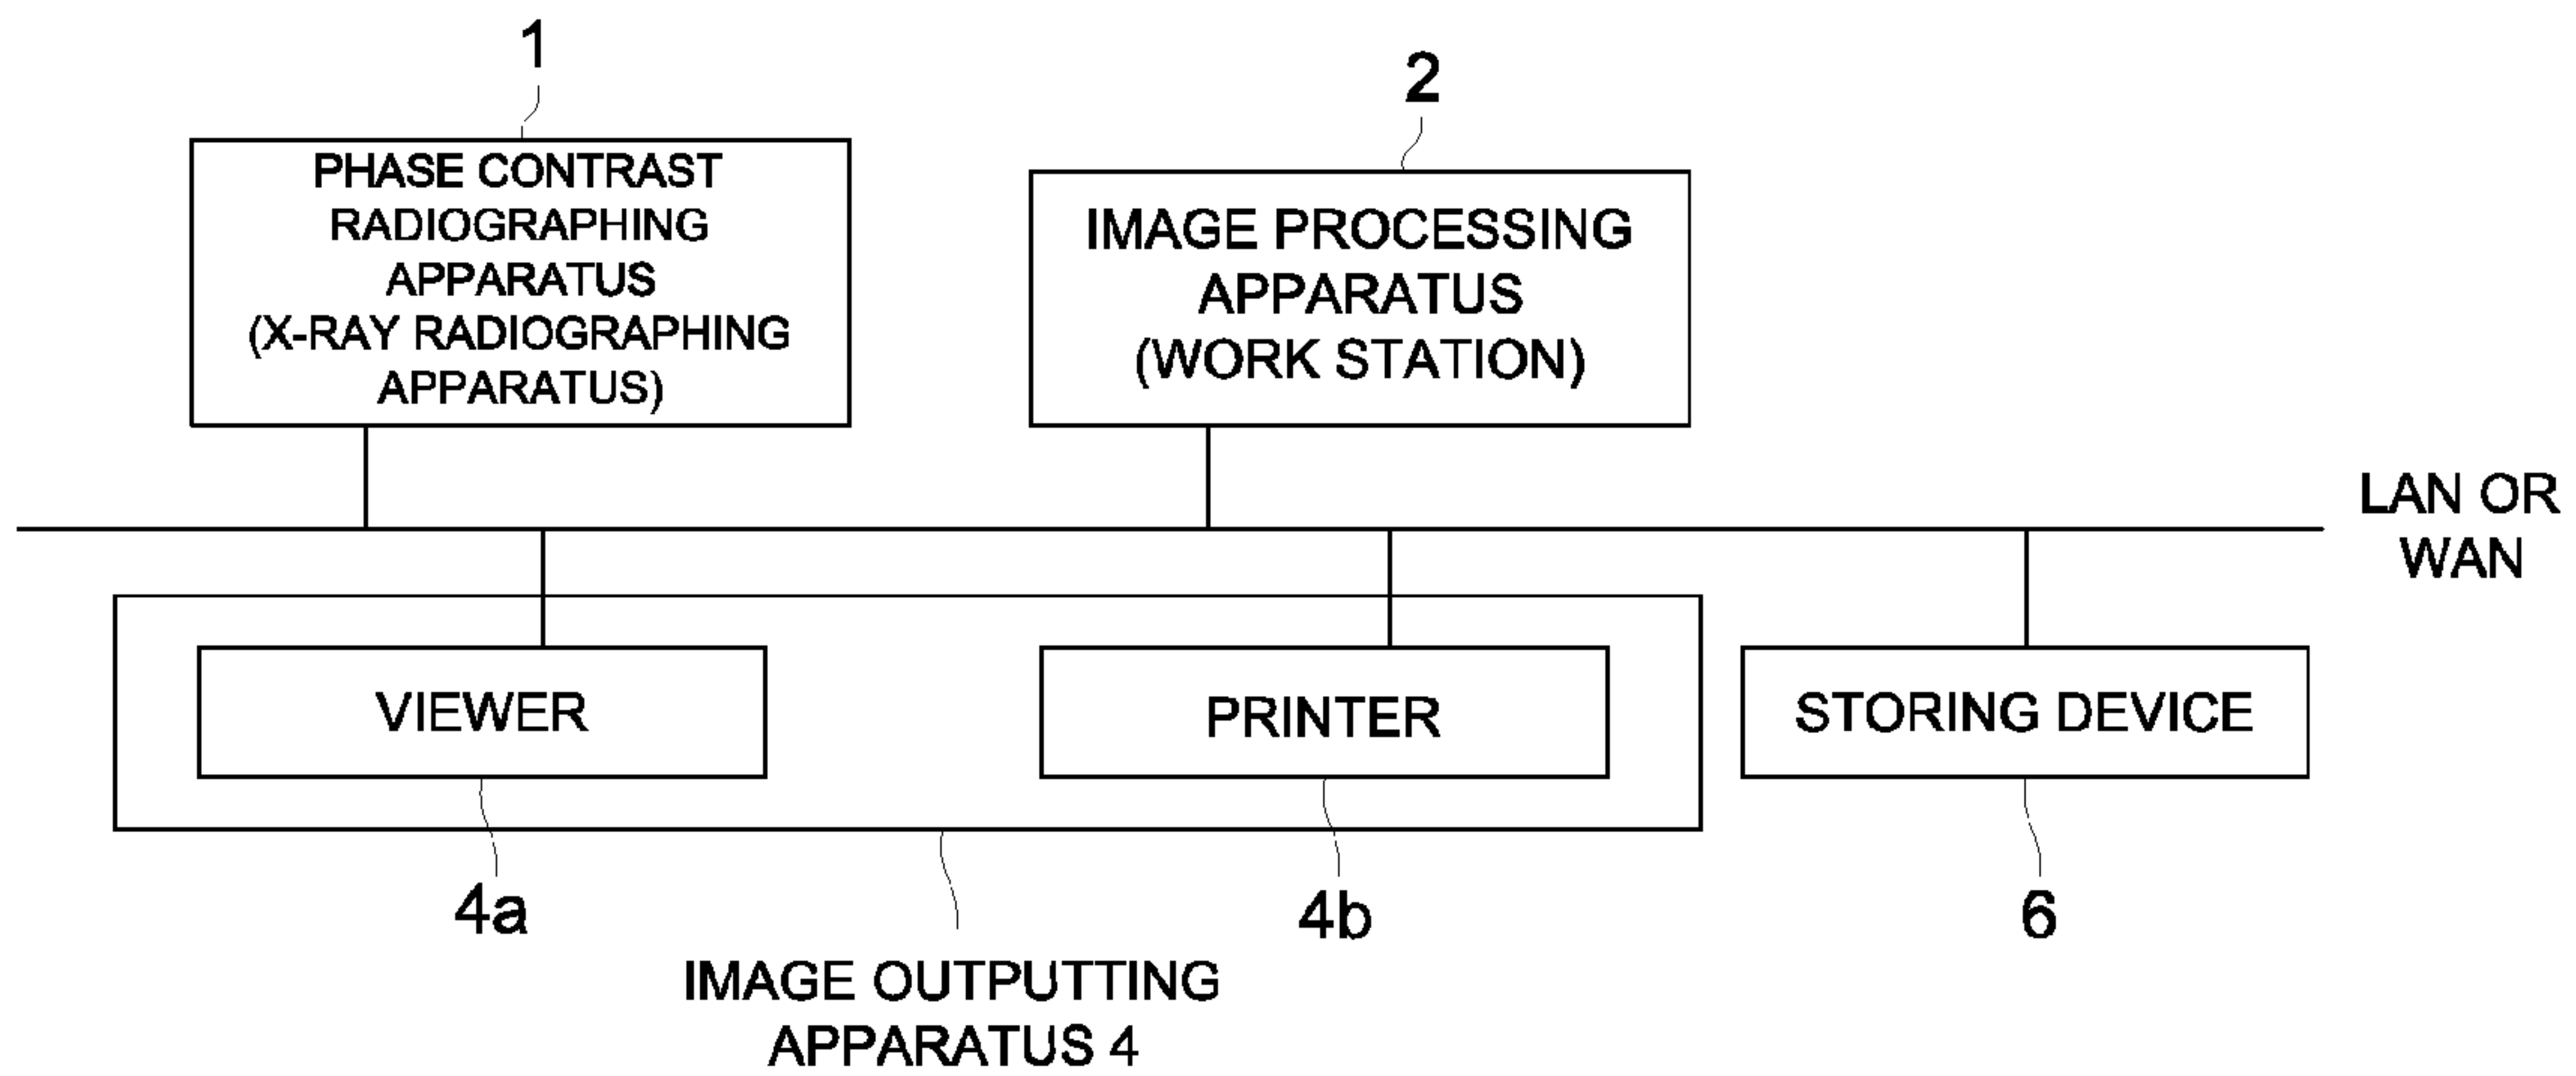 1
PHASE CONTRAST
RADIOGRAPHING
APPARATUS
(X-RAY RADIOGRAPHING
APPARATUS)
2
IMAGE PROCESSING
APPARATUS
(WORK STATION)
LAN OR
WAN
VIEWER
PRINTER
STORING DEVICE
4a
4b
6
IMAGE OUTPUTTING
APPARATUS 4